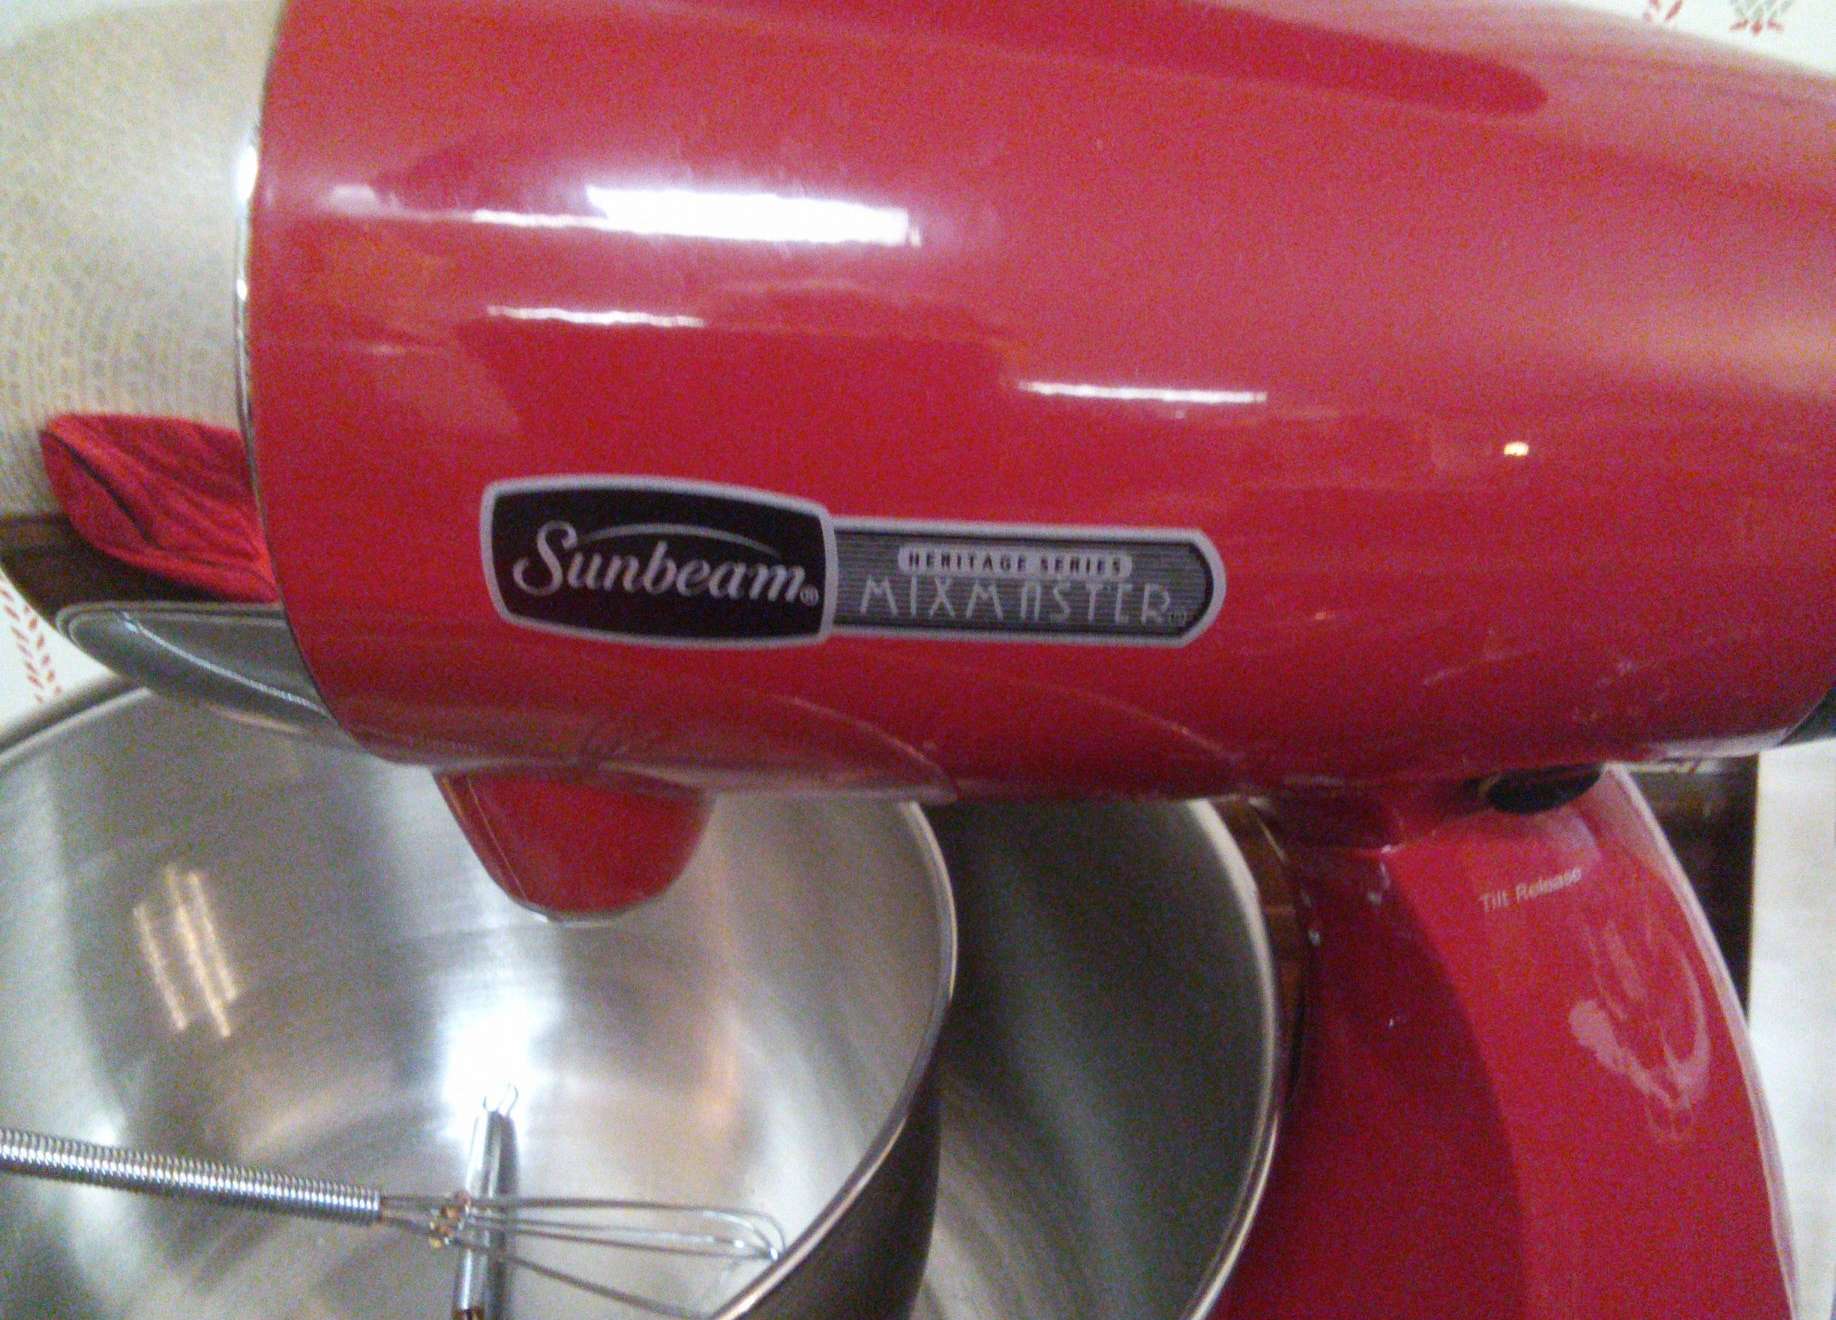 Sunbeam®
HERITAGE SERIES
MIXMASTER
Tilt Release